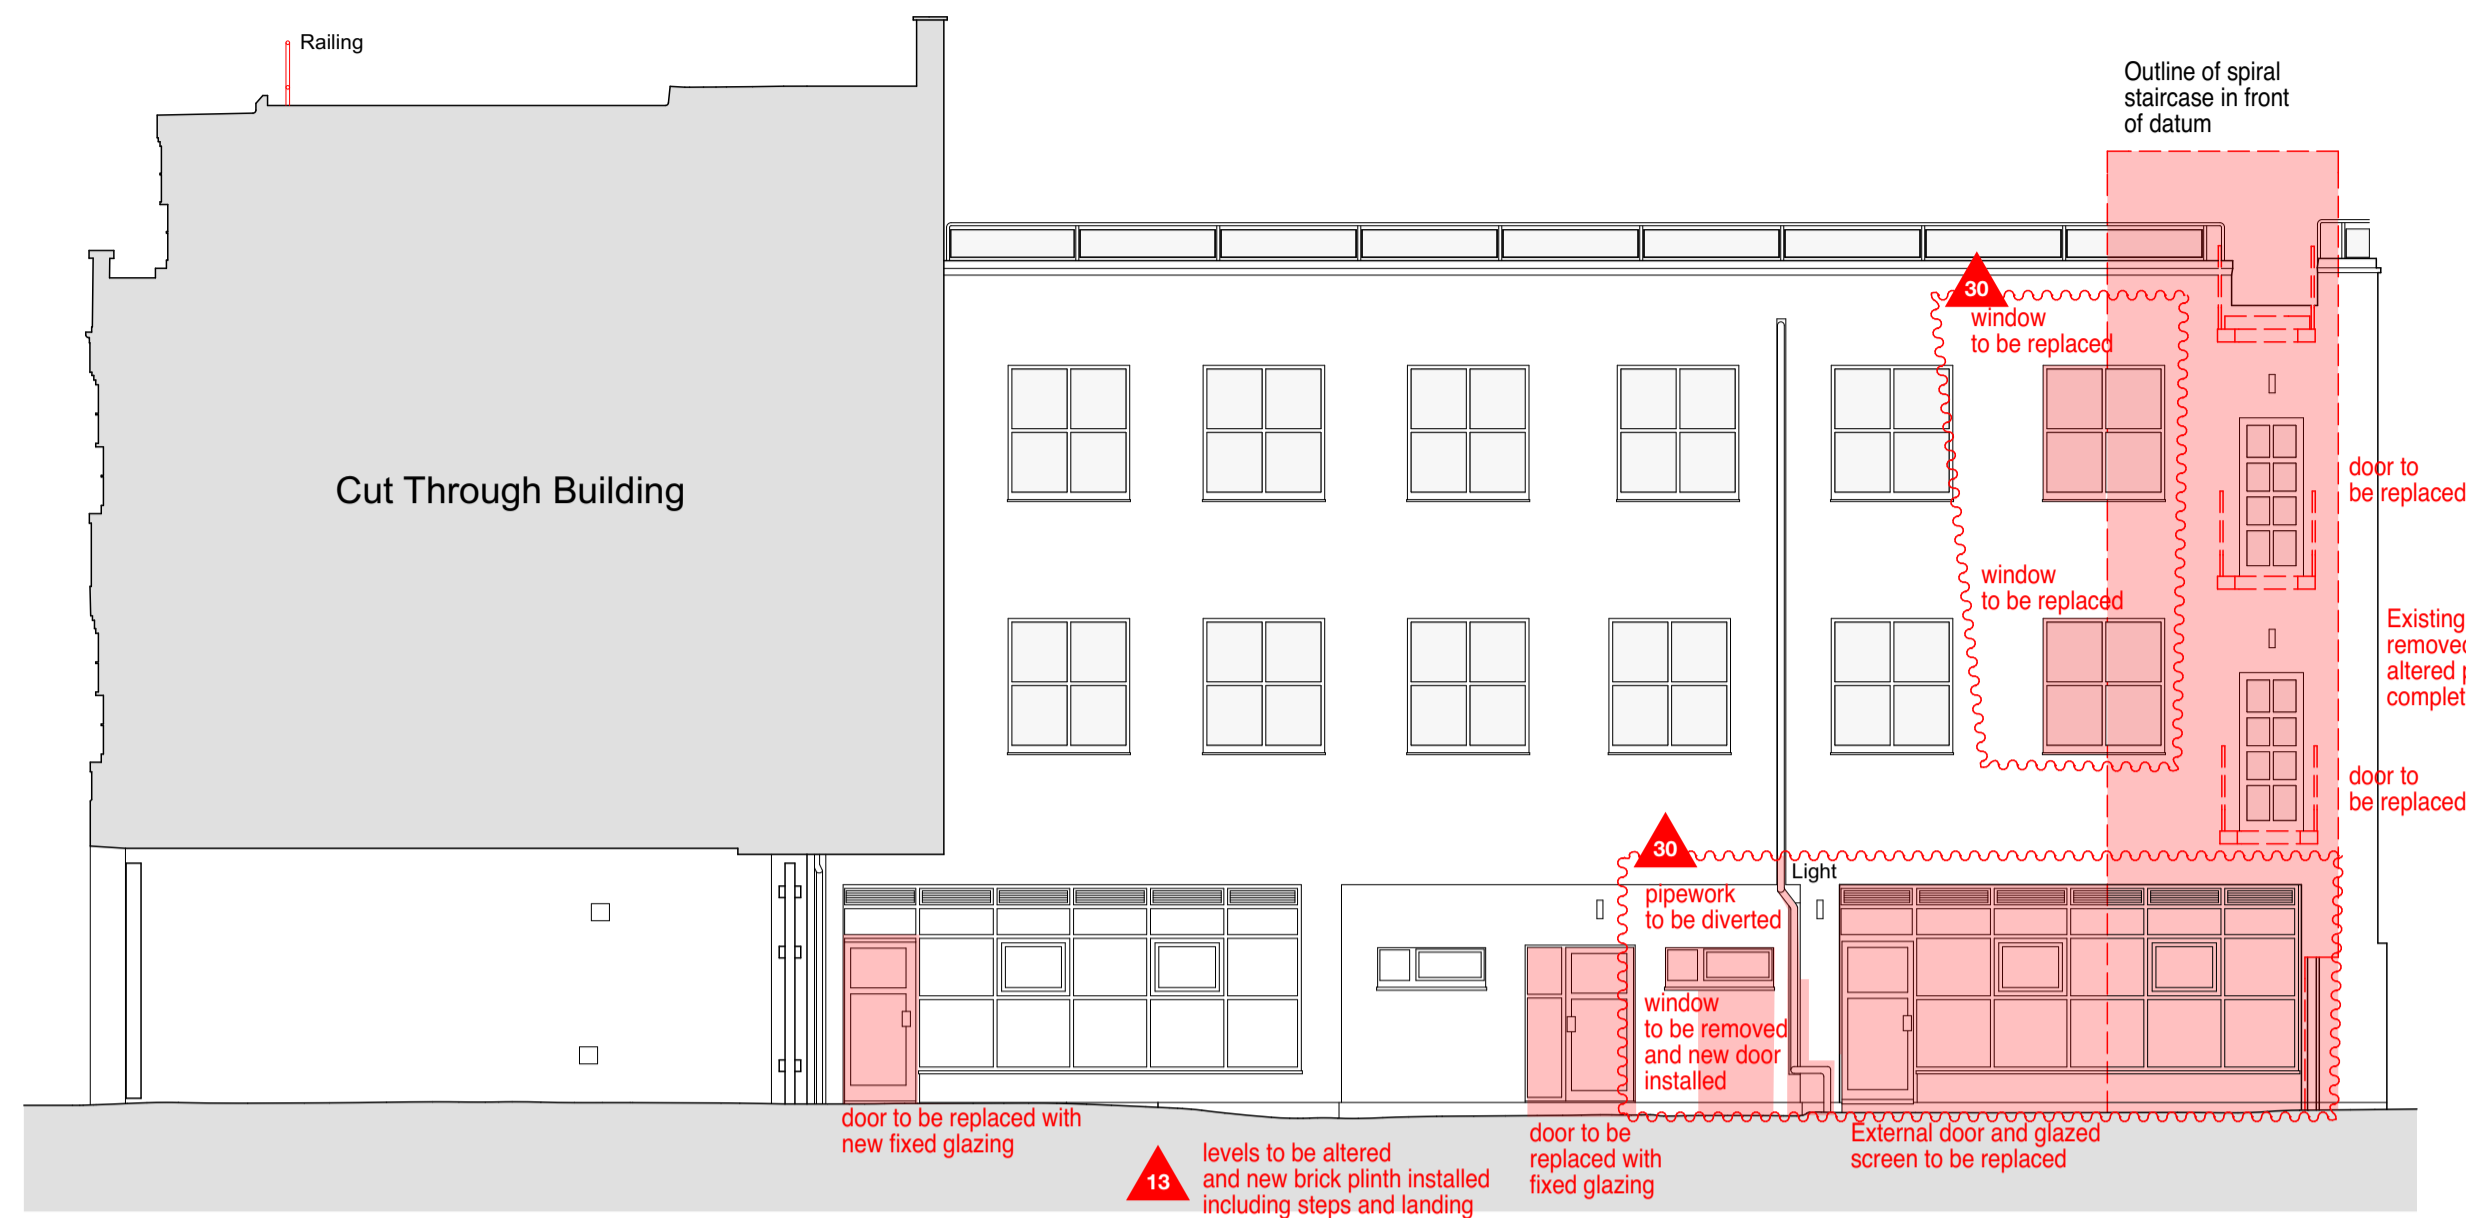 Railing
Outline of spiral
staircase in front
of datum
30
window
to be replaced
door to
be replaced
Cut Through Building
window
to be replaced
Existing
removed
altered p
complet
door to
be replaced
30
Light
pipework
to be diverted
window
to be removed
and new door
installed
door to be replaced with
new fixed glazing
13
levels to be altered
and new brick plinth installed
including steps and landing
door to be
replaced with
fixed glazing
External door and glazed
screen to be replaced